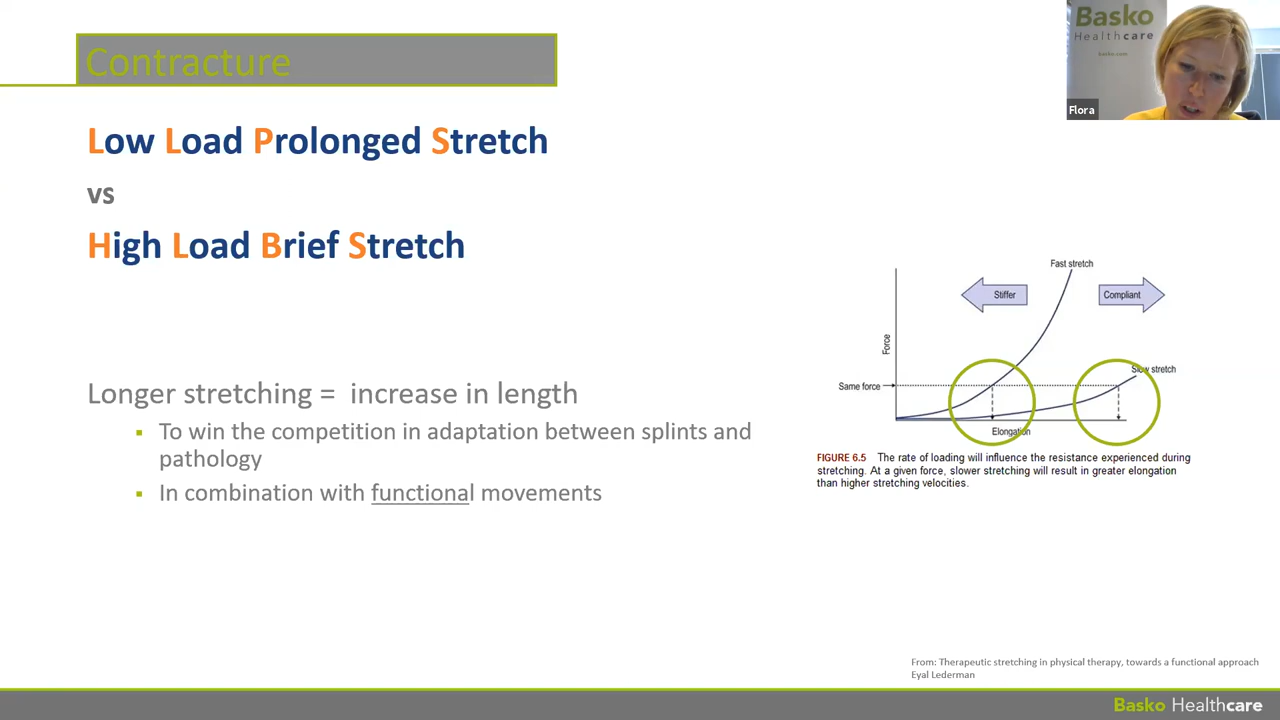 Contracture
Basko
Healthcare
basko.com
Flora
Low Load Prolonged Stretch
vs
High Load Brief Stretch
Longer stretching = increase in length
▪ To win the competition in adaptation between splints and
pathology
▪ In combination with functional movements
Fast stretch
Stiffer
Compliant
Force
Slow stretch
Same force
Elongation
FIGURE 6.5 The rate of loading will influence the resistance experienced during
stretching. At a given force, slower stretching will result in greater elongation
than higher stretching velocities.
From: Therapeutic stretching in physical therapy, towards a functional approach
Eyal Lederman
Basko Healthcare